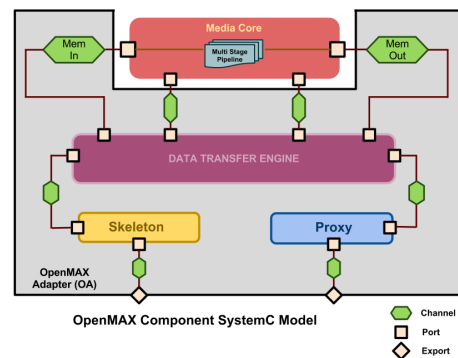 Media Core
Mem
In
Multi Stage
Pipeline
Mem
Out
DATA TRANSFER ENGINE
Skeleton
Proxy
OpenMAX
Adapter (OA)
OpenMAX Component SystemC Model
Channel
Port
Export